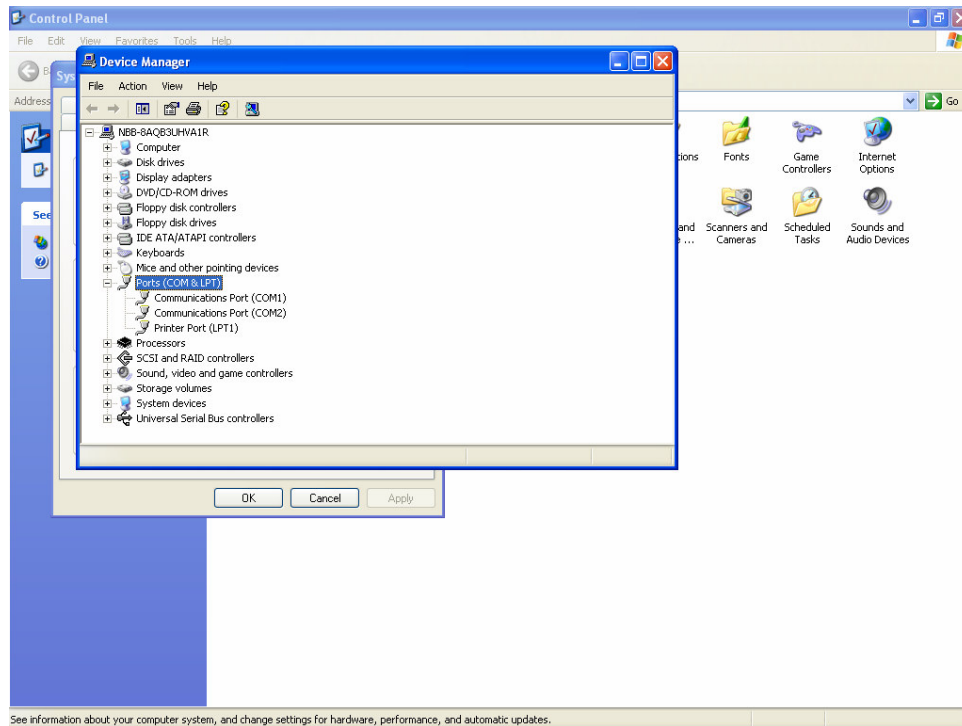 Control Panel
File Edit View Favorites Tools Help
Address
Go
Sys
See
Device Manager
File Action View Help
NBB-8AQB3UHVA1R
Computer
Disk drives
Display adapters
DVD/CD-ROM drives
Floppy disk controllers
Floppy disk drives
IDE ATA/ATAPI controllers
Keyboards
Mice and other pointing devices
Ports (COM & LPT)
Communications Port (COM1)
Communications Port (COM2)
Printer Port (LPT1)
Processors
SCSI and RAID controllers
Sound, video and game controllers
Storage volumes
System devices
Universal Serial Bus controllers
Fonts
Game
Controllers
Internet
Options
and
Scanners and
Cameras
Scheduled
Tasks
Sounds and
Audio Devices
OK Cancel Apply
See information about your computer system, and change settings for hardware, performance, and automatic updates.